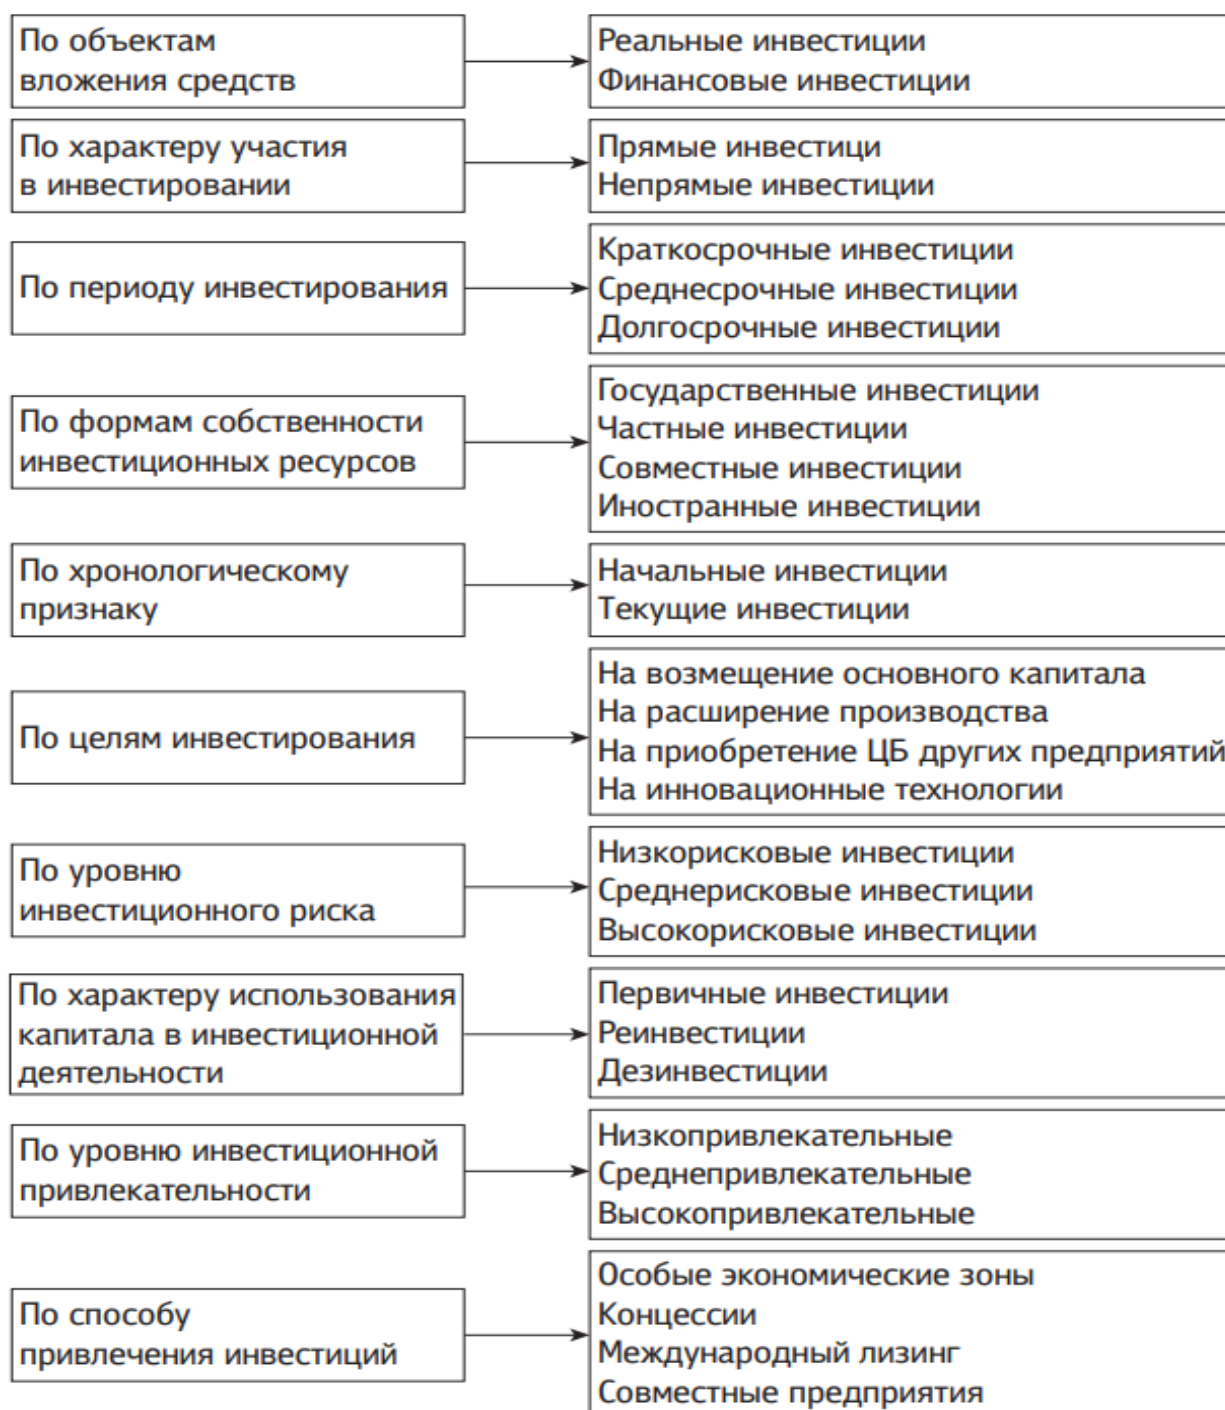 По объектам
вложения средств
Реальные инвестиции
Финансовые инвестиции
По характеру участия
в инвестировании
Прямые инвестици
Непрямые инвестиции
По периоду инвестирования
Краткосрочные инвестиции
Среднесрочные инвестиции
Долгосрочные инвестиции
По формам собственности
инвестиционных ресурсов
Государственные инвестиции
Частные инвестиции
Совместные инвестиции
Иностранные инвестиции
По хронологическому
признаку
Начальные инвестиции
Текущие инвестиции
По целям инвестирования
На возмещение основного капитала
На расширение производства
На приобретение ЦБ других предприятий
На инновационные технологии
По уровню
инвестиционного риска
Низкорисковые инвестиции
Среднерисковые инвестиции
Высокорисковые инвестиции
По характеру использования
капитала в инвестиционной
деятельности
Первичные инвестиции
Реинвестиции
Дезинвестиции
По уровню инвестиционной
привлекательности
Низкопривлекательные
Среднепривлекательные
Высокопривлекательные
По способу
привлечения инвестиций
Особые экономические зоны
Концессии
Международный лизинг
Совместные предприятия